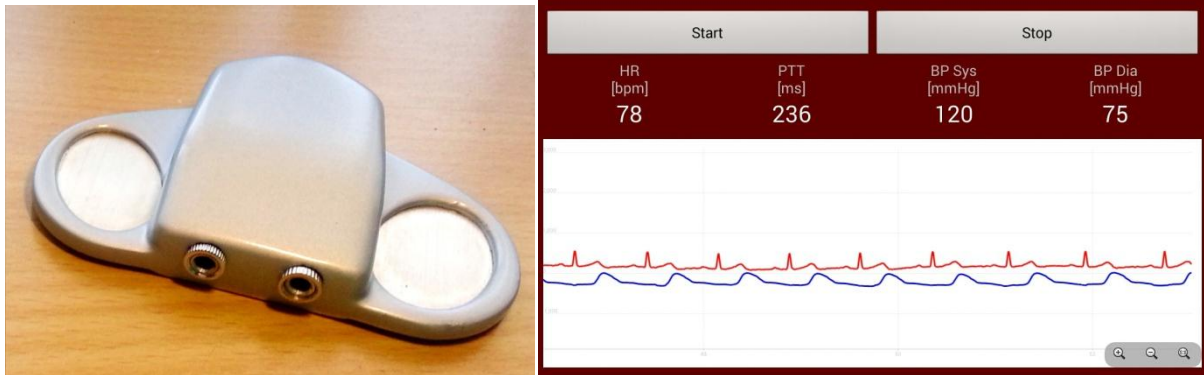 Start Stop
HR PTT BP Sys BP Dia
[bpm] [ms] [mmHg] [mmHg]
78 236 120 75